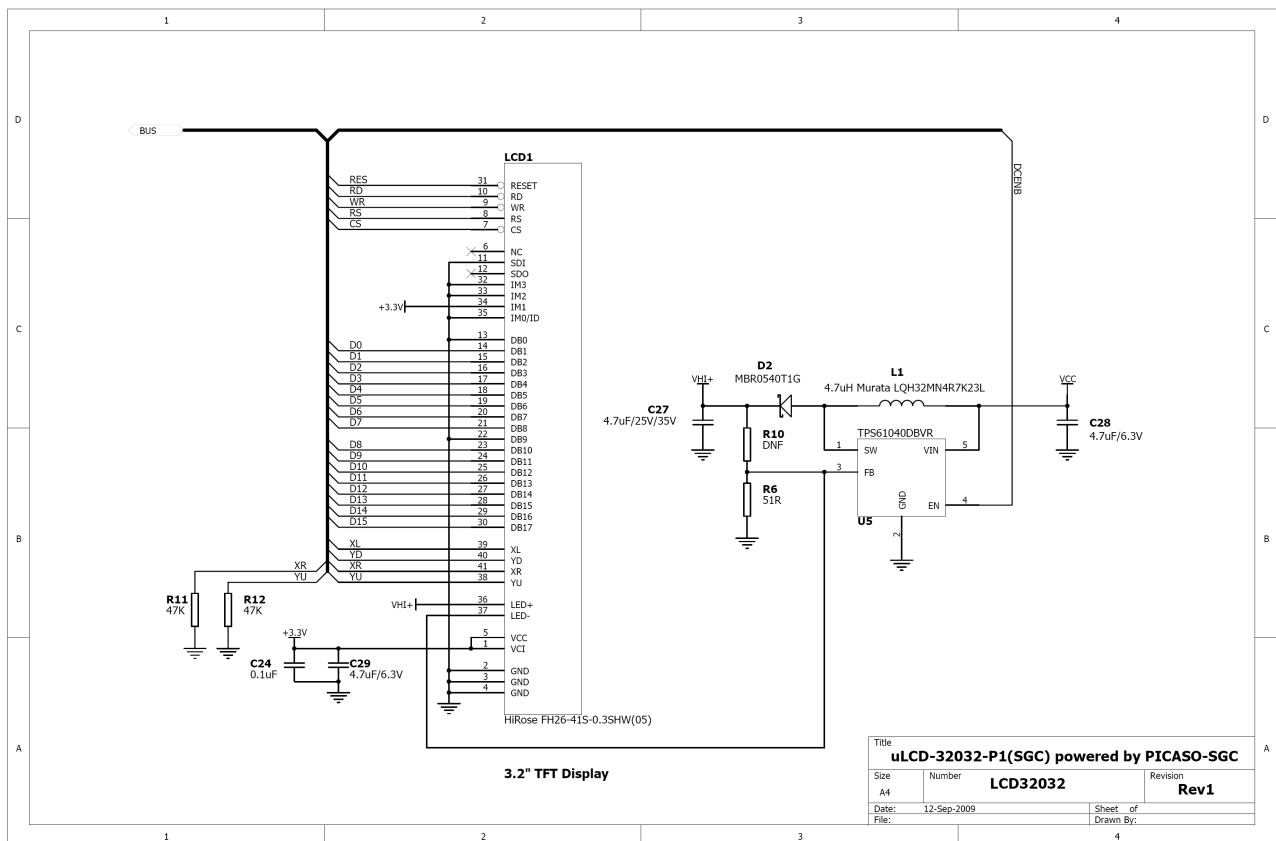 1 2 3 4
D D
BUS
DCENB
LCD1
RES 31 RESET
RD 10 RD
WR 9 WR
RS 8 RS
CS 7 CS
6 NC
11 SDI
12 SDO
32 IM3
33 IM2
+3.3V 34 IM1
35 IM0/ID
C C
13 DB0
D0 14 DB1
D1 15 DB2
D2 16 DB3
D3 17 DB4
D4 18 DB5
D5 19 DB6
D6 20 DB7
D7 21 DB8
22 DB9
D8 23 DB10
D9 24 DB11
D10 25 DB12
D11 26 DB13
D12 27 DB14
D13 28 DB15
D14 29 DB16
D15 30 DB17
XL 39 XL
YD 40 YD
XR XR 41 XR
YU YU 38 YU
R11
47K
R12
47K
VHI+ 36 LED+
37 LED-
+3.3V
5 VCC
1 VCI
C24
0.1uF
C29
4.7uF/6.3V
2 GND
3 GND
4 GND
HiRose FH26-41S-0.3SHW(05)
3.2" TFT Display
D2
MBR0540T1G
L1
4.7uH Murata LQH32MN4R7K23L
VHI+
VCC
C27
4.7uF/25V/35V
C28
4.7uF/6.3V
R10
DNF
R6
51R
TPS61040DBVR
1 SW VIN 5
3 FB
GND EN 4
2
U5
B B
A A
Title
uLCD-32032-P1(SGC) powered by PICASO-SGC
Size Number Revision
A4 LCD32032 Rev1
Date: 12-Sep-2009 Sheet of
File: Drawn By:
1 2 3 4